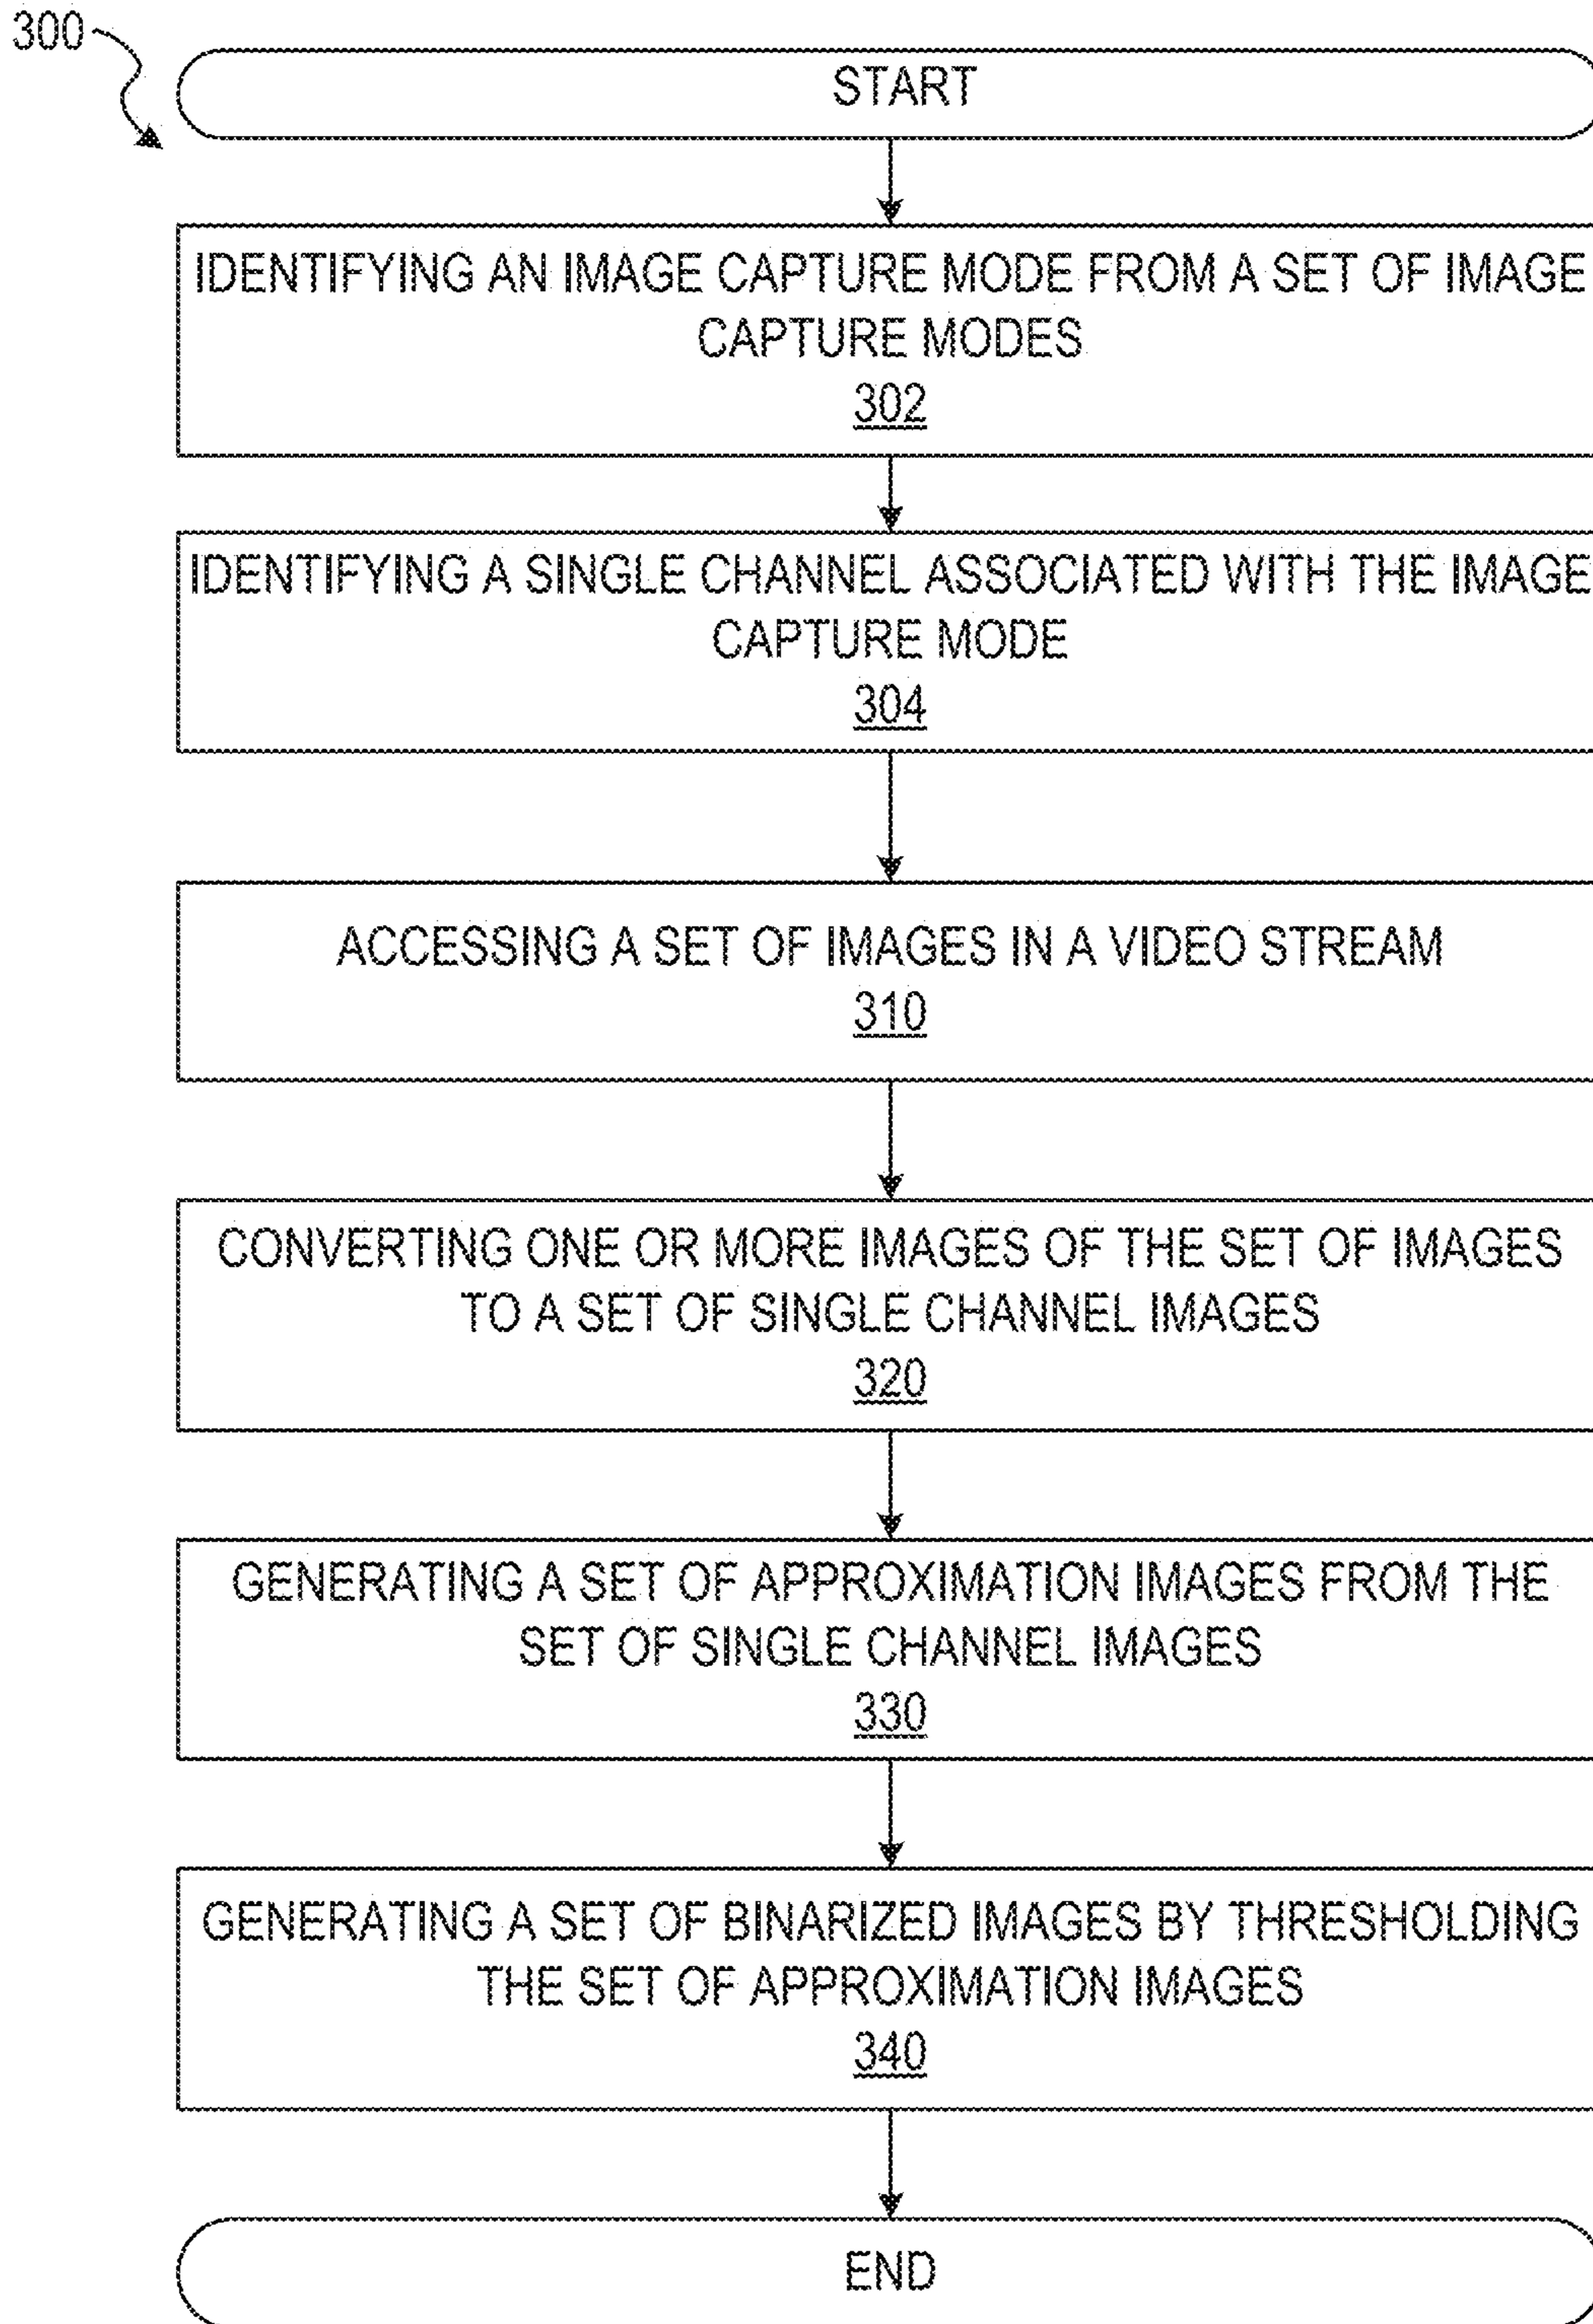 300
START
IDENTIFYING AN IMAGE CAPTURE MODE FROM A SET OF IMAGE
CAPTURE MODES
302
IDENTIFYING A SINGLE CHANNEL ASSOCIATED WITH THE IMAGE
CAPTURE MODE
304
ACCESSING A SET OF IMAGES IN A VIDEO STREAM
310
CONVERTING ONE OR MORE IMAGES OF THE SET OF IMAGES
TO A SET OF SINGLE CHANNEL IMAGES
320
GENERATING A SET OF APPROXIMATION IMAGES FROM THE
SET OF SINGLE CHANNEL IMAGES
330
GENERATING A SET OF BINARIZED IMAGES BY THRESHOLDING
THE SET OF APPROXIMATION IMAGES
340
END